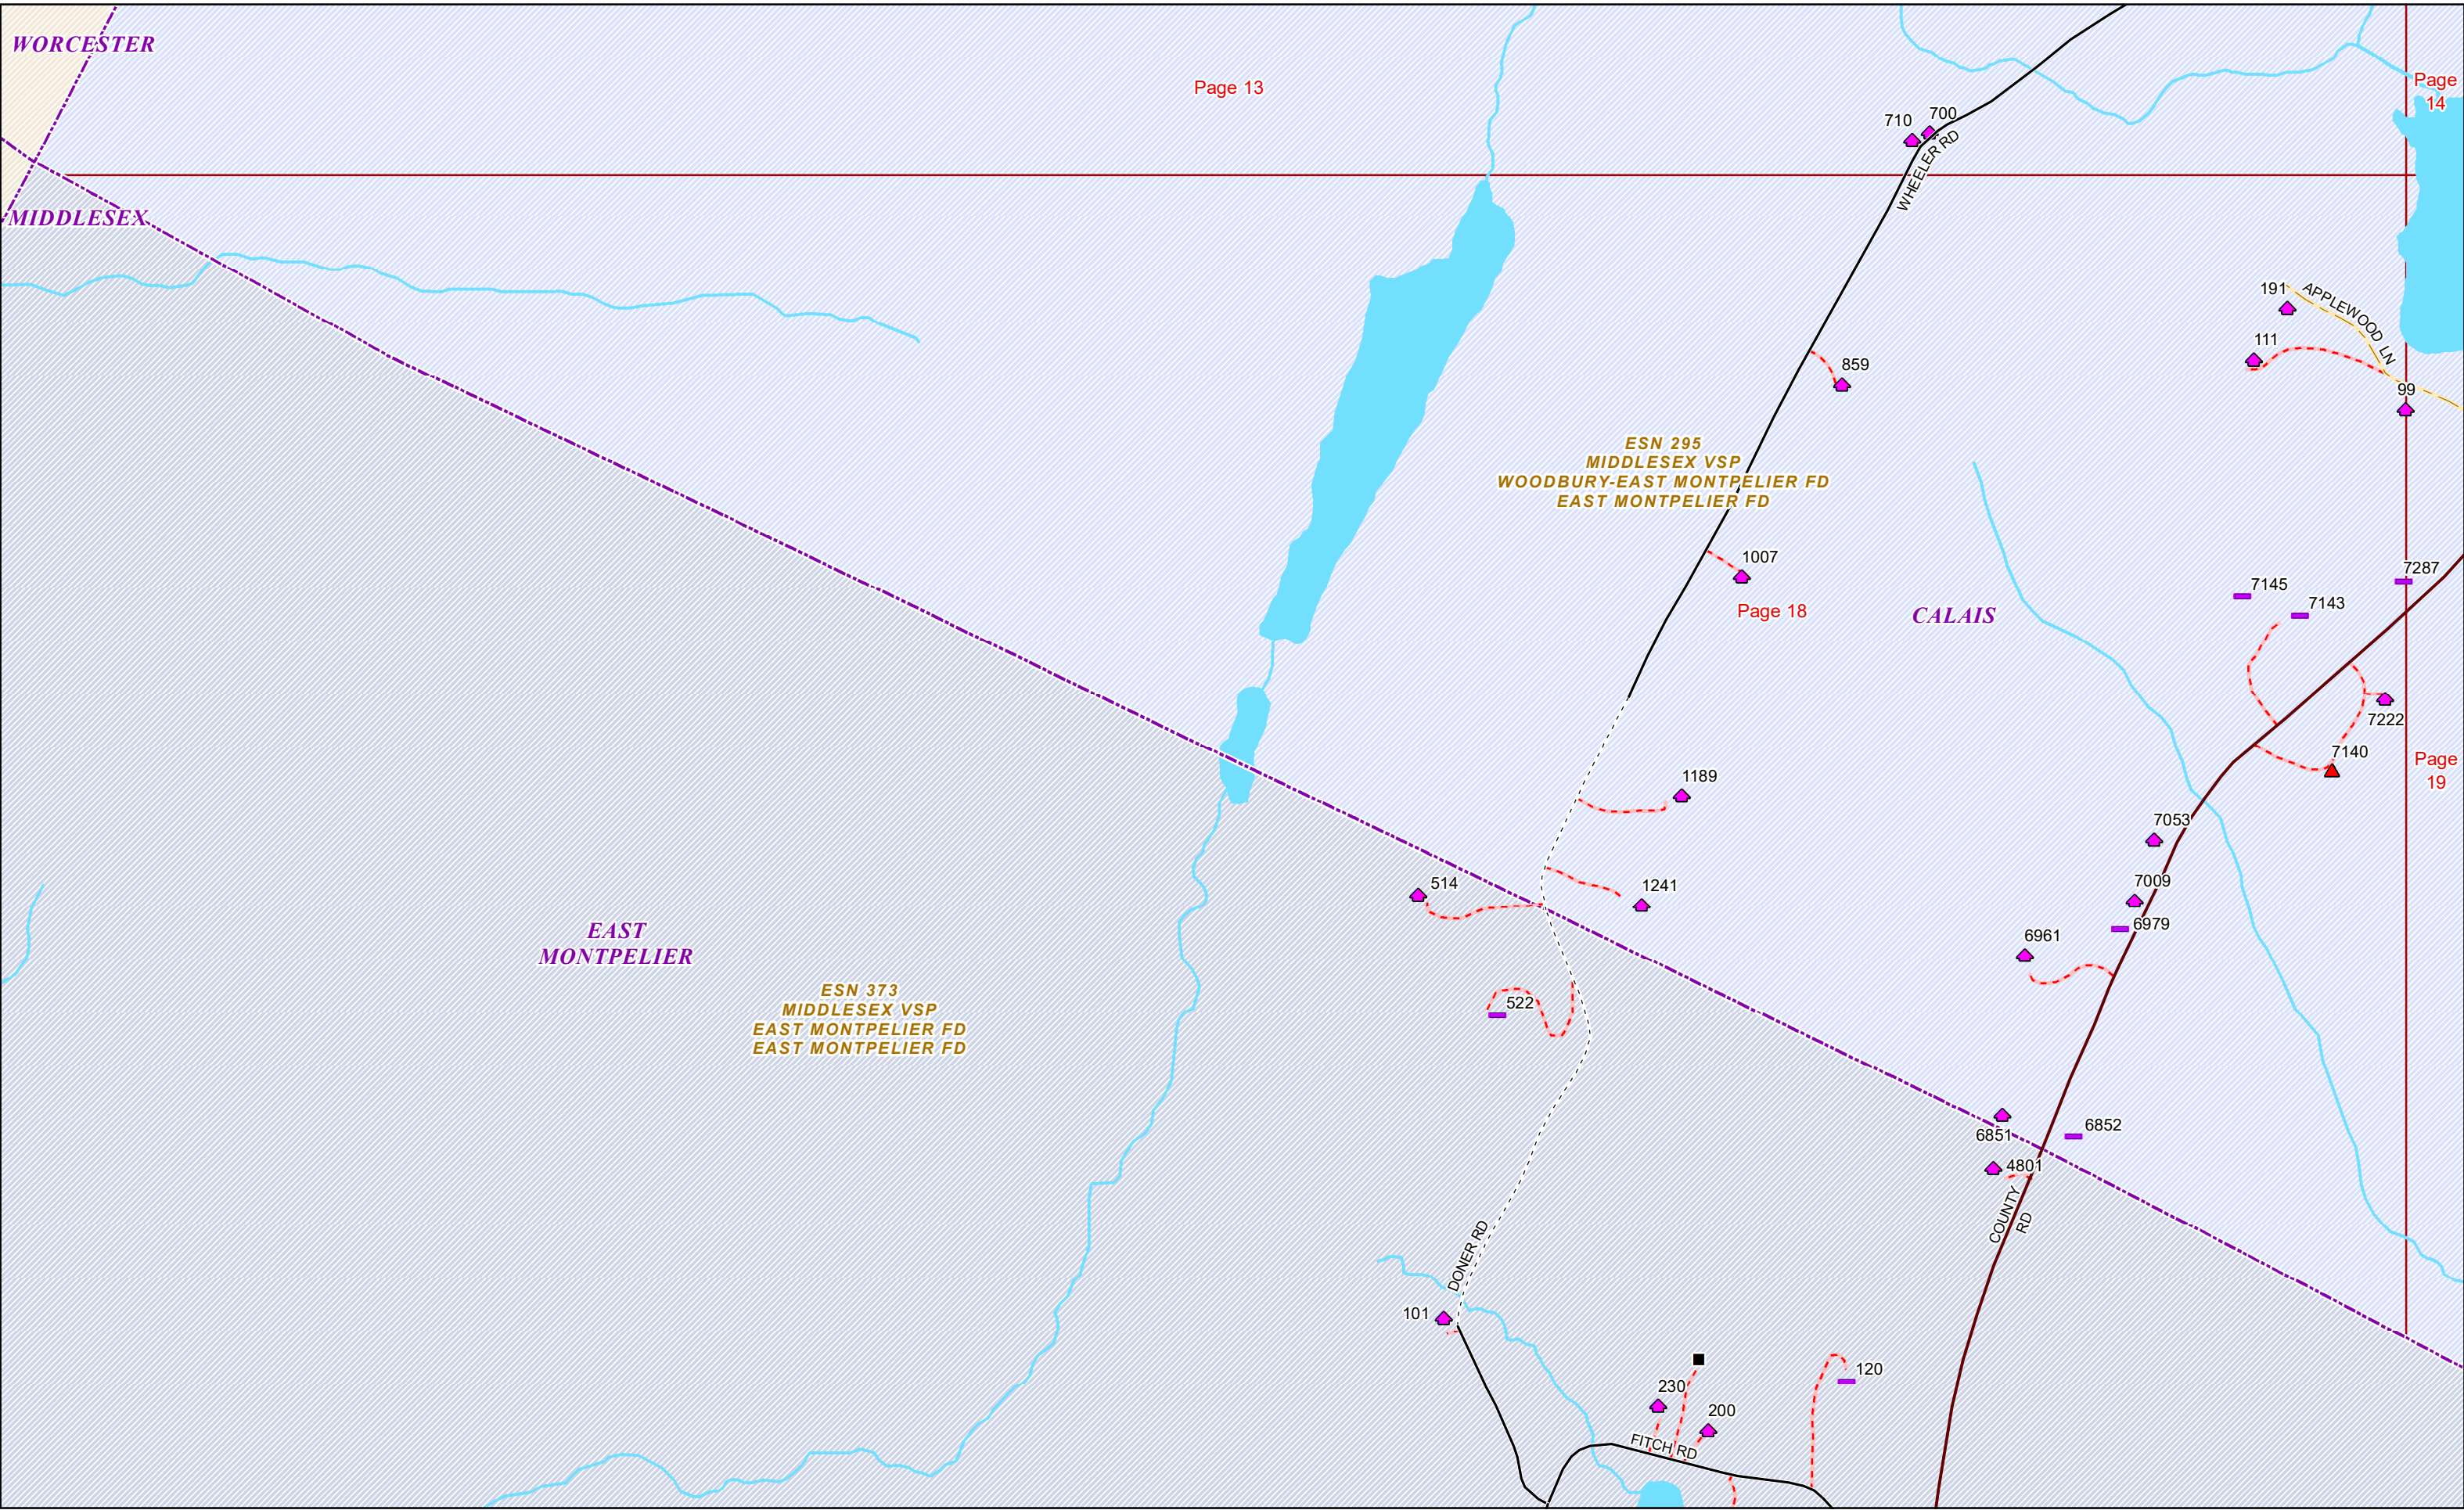 WORCESTER
Page 13
Page
14
710
700
WHEELER RD
MIDDLESEX
191
APPLEWOOD LN
111
859
99
ESN 295
MIDDLESEX VSP
WOODBURY-EAST MONTPELIER FD
EAST MONTPELIER FD
1007
7287
7145
7143
Page 18
CALAIS
7222
7140
Page
19
1189
7053
514
1241
7009
6979
6961
EAST
MONTPELIER
ESN 373
MIDDLESEX VSP
EAST MONTPELIER FD
EAST MONTPELIER FD
522
6852
6851
4801
COUNTY
RD
DONER RD
101
120
230
200
FITCH RD